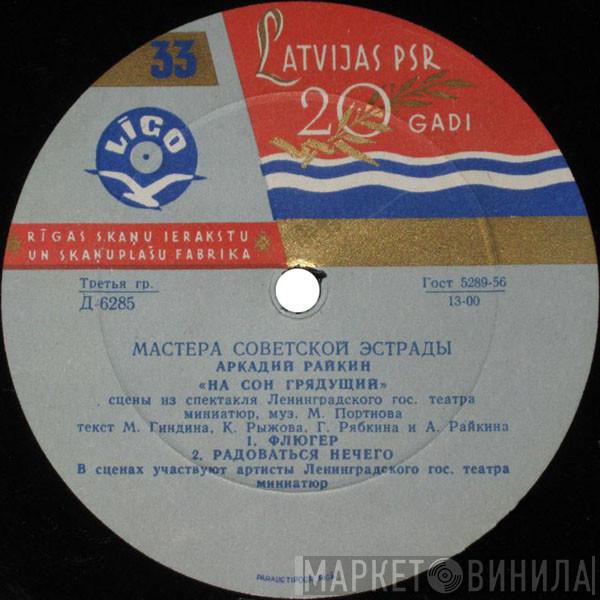 33
LATVIJAS PSR
20 GADI
LĪGO
RĪGAS SKAŅU IERAKSTU
UN SKAŅUPLAŠU FABRIKA
Третья гр.
Д-6285
Гост 5289-56
13-00
МАСТЕРА СОВЕТСКОЙ ЭСТРАДЫ
АРКАДИЙ РАЙКИН
«НА СОН ГРЯДУЩИЙ»
сцены из спектакля Ленинградского гос. театра
миниатюр, муз. М. Портнова
текст М. Гиндина, К. Рыжова, Г. Рябкина и А. Райкина
1. ФЛЮГЕР
2. РАДОВАТЬСЯ НЕЧЕГО
В сценах участвуют артисты Ленинградского гос. театра
миниатюр
МАРКЕТ ВИНИЛА